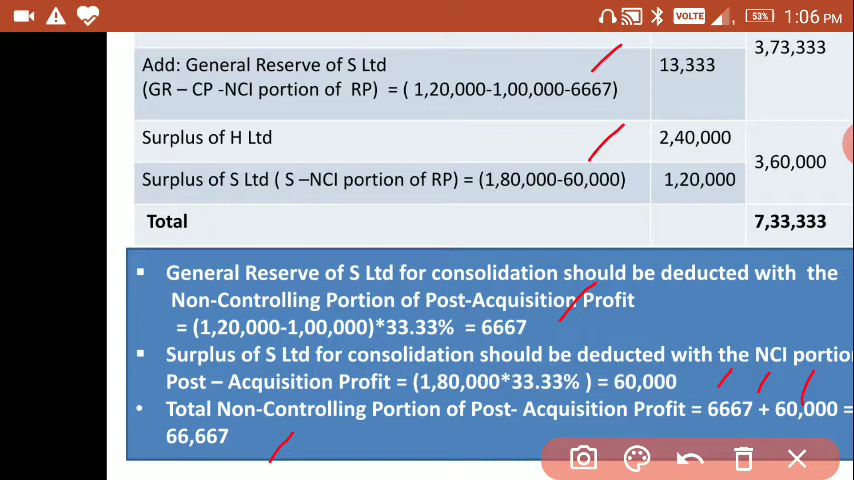 VOLTE 1 53% 1:06 PM
3,73,333
Add: General Reserve of S Ltd 13,333
(GR – CP -NCI portion of RP) = ( 1,20,000-1,00,000-6667)
Surplus of H Ltd 2,40,000
3,60,000
Surplus of S Ltd ( S –NCI portion of RP) = (1,80,000-60,000) 1,20,000
Total 7,33,333
▪ General Reserve of S Ltd for consolidation should be deducted with the
Non-Controlling Portion of Post-Acquisition Profit
= (1,20,000-1,00,000)*33.33% = 6667
▪ Surplus of S Ltd for consolidation should be deducted with the NCI portio
Post – Acquisition Profit = (1,80,000*33.33% ) = 60,000
• Total Non-Controlling Portion of Post- Acquisition Profit = 6667 + 60,000 =
66,667